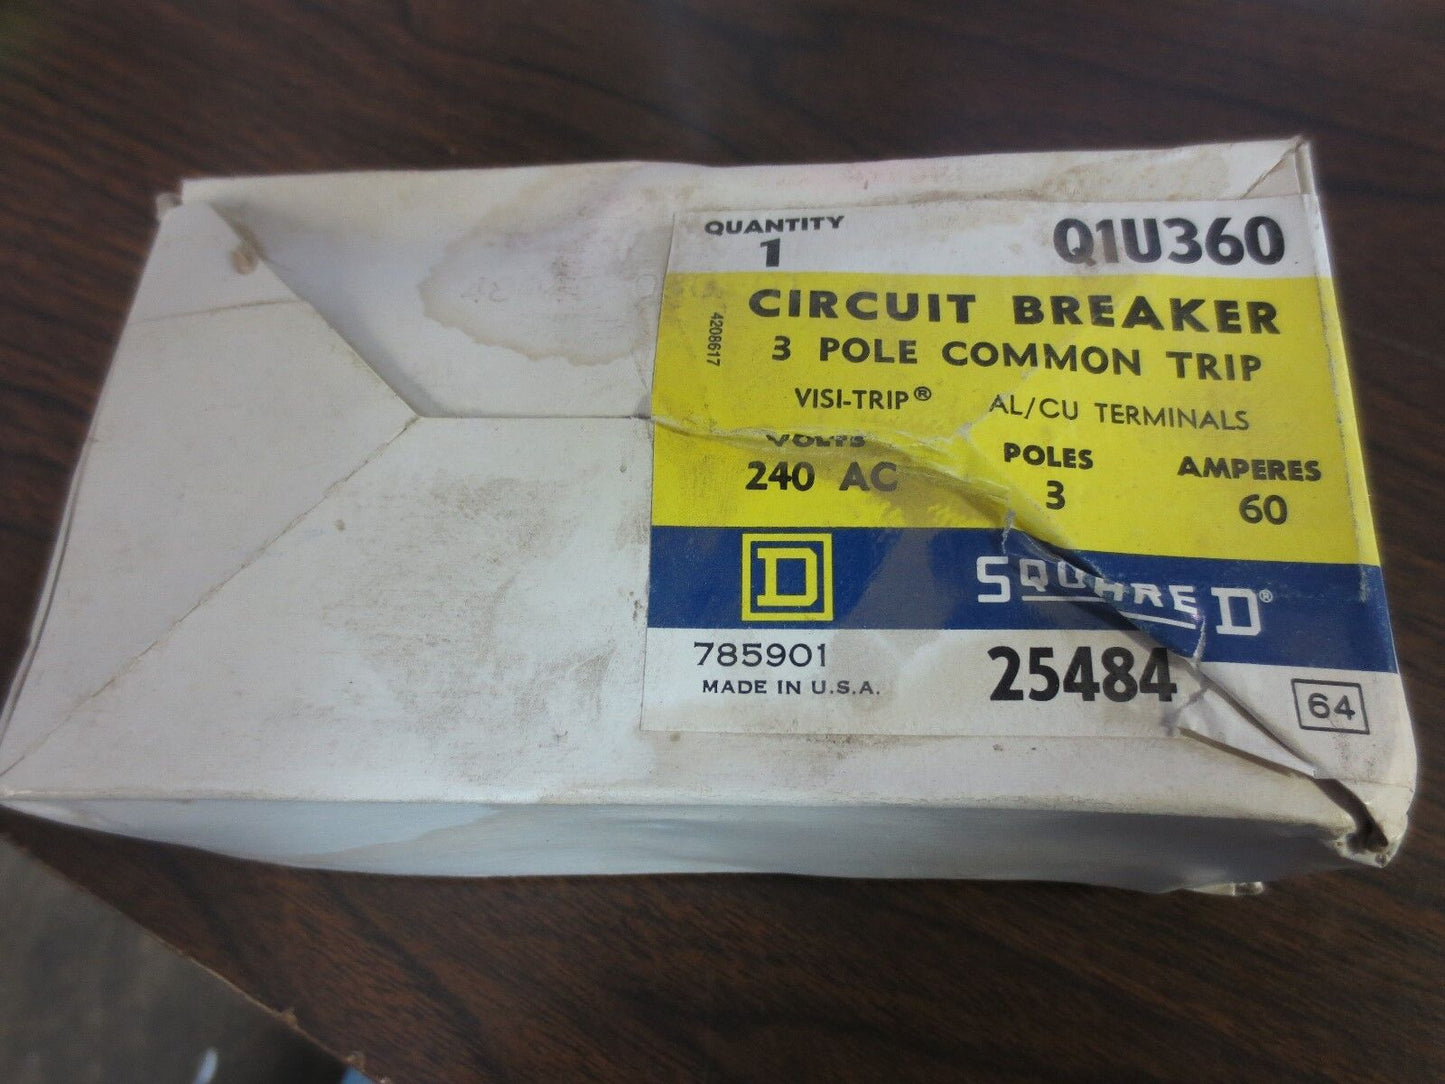 QUANTITY
1
Q1U360
CIRCUIT BREAKER
4208617
3 POLE COMMON TRIP
VISI-TRIP® AL/CU TERMINALS
VOLTS POLES AMPERES
240 AC 3 60
D
SQUARE D®
785901
MADE IN U.S.A.
25484
64